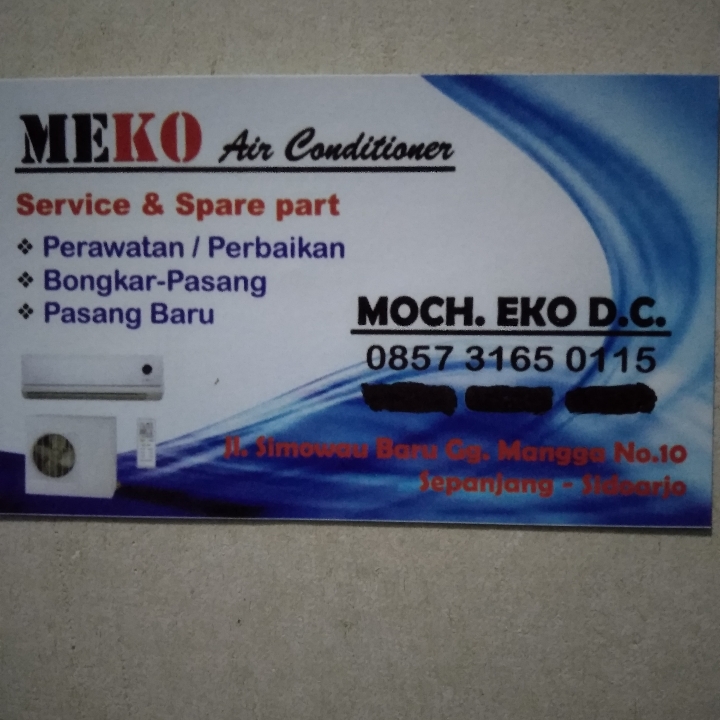 MEKO Air Conditioner
Service & Spare part
❖ Perawatan / Perbaikan
❖ Bongkar-Pasang
❖ Pasang Baru
MOCH. EKO D.C.
0857 3165 0115
Jl. Simowau Baru Gg. Mangga No.10
Sepanjang - Sidoarjo